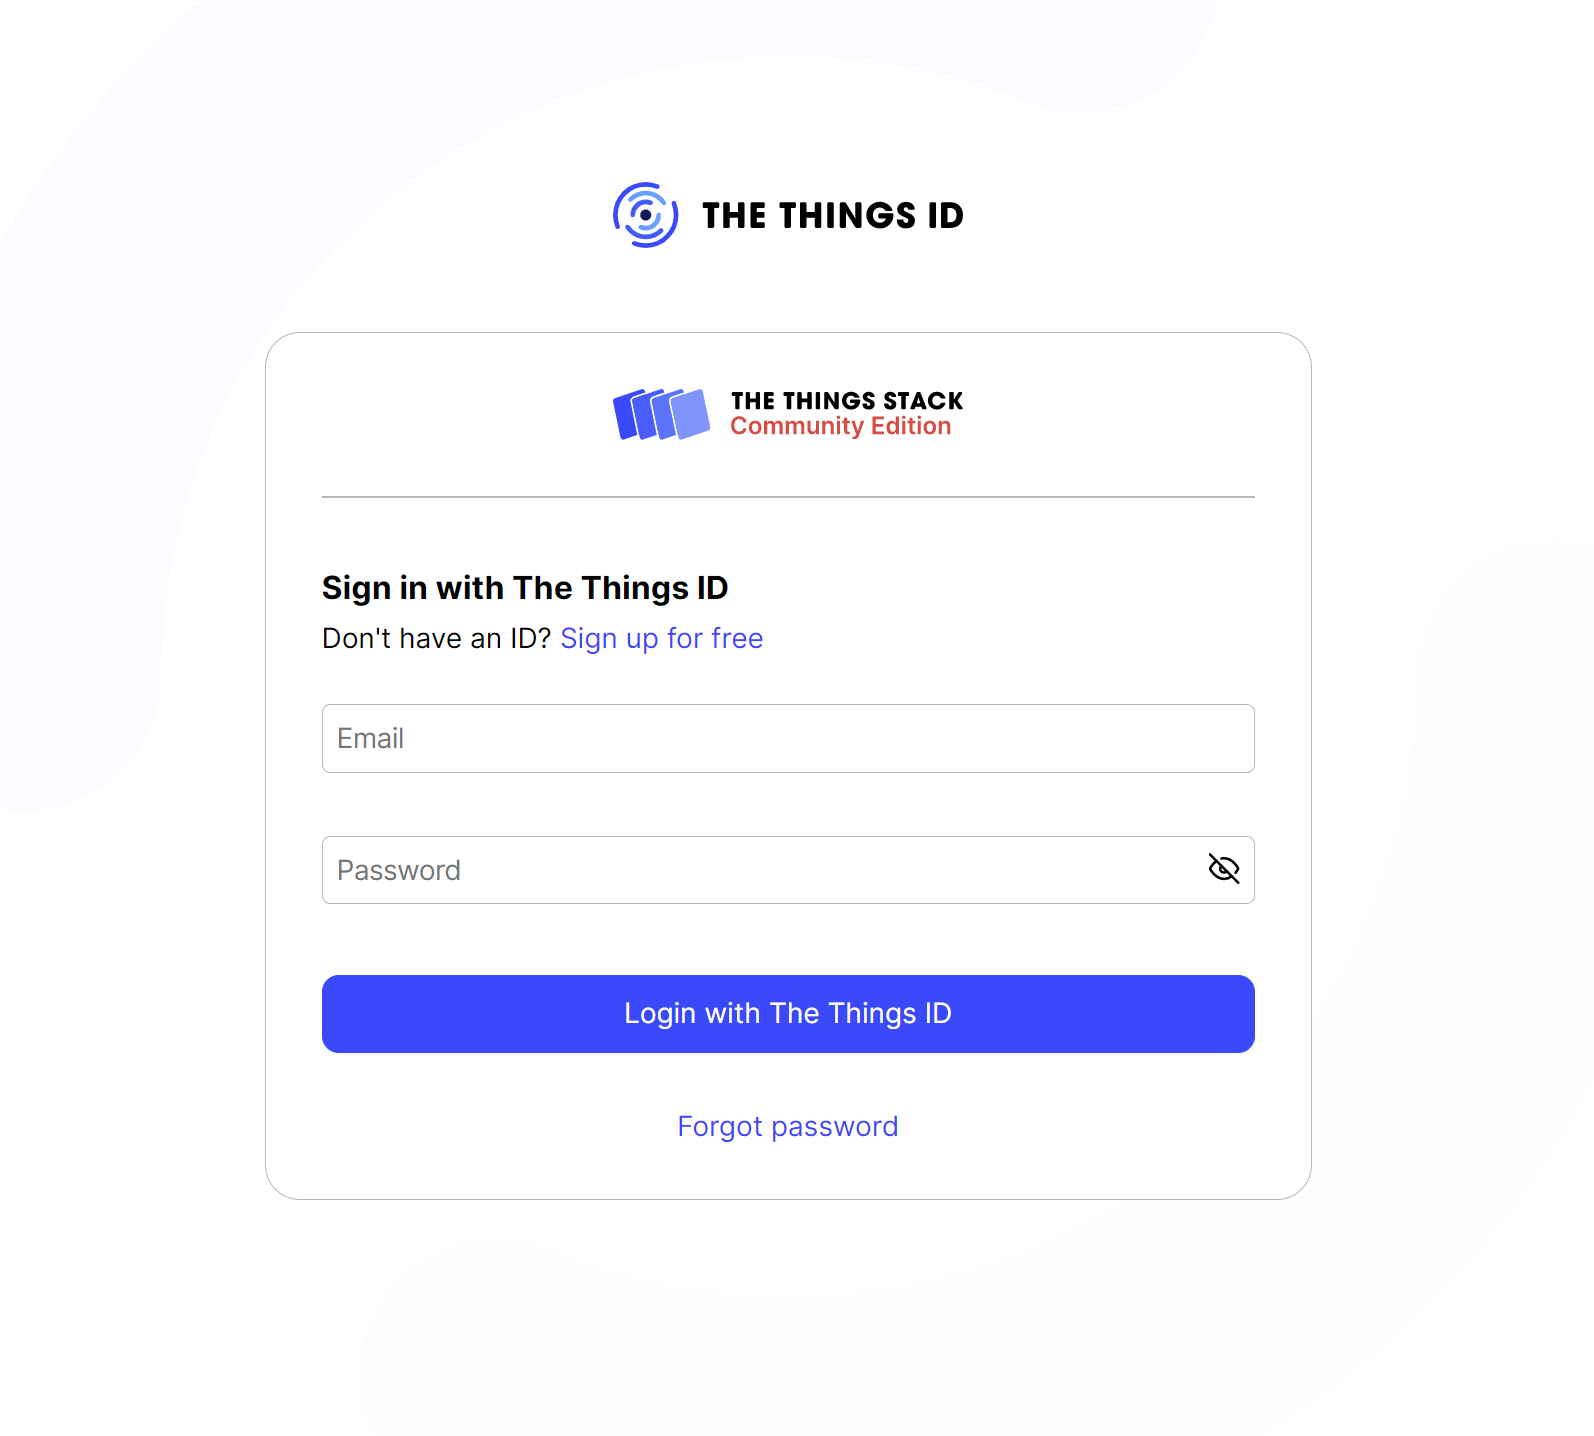 THE THINGS ID
THE THINGS STACK
Community Edition
Sign in with The Things ID
Don't have an ID? Sign up for free
Email
Password
Login with The Things ID
Forgot password